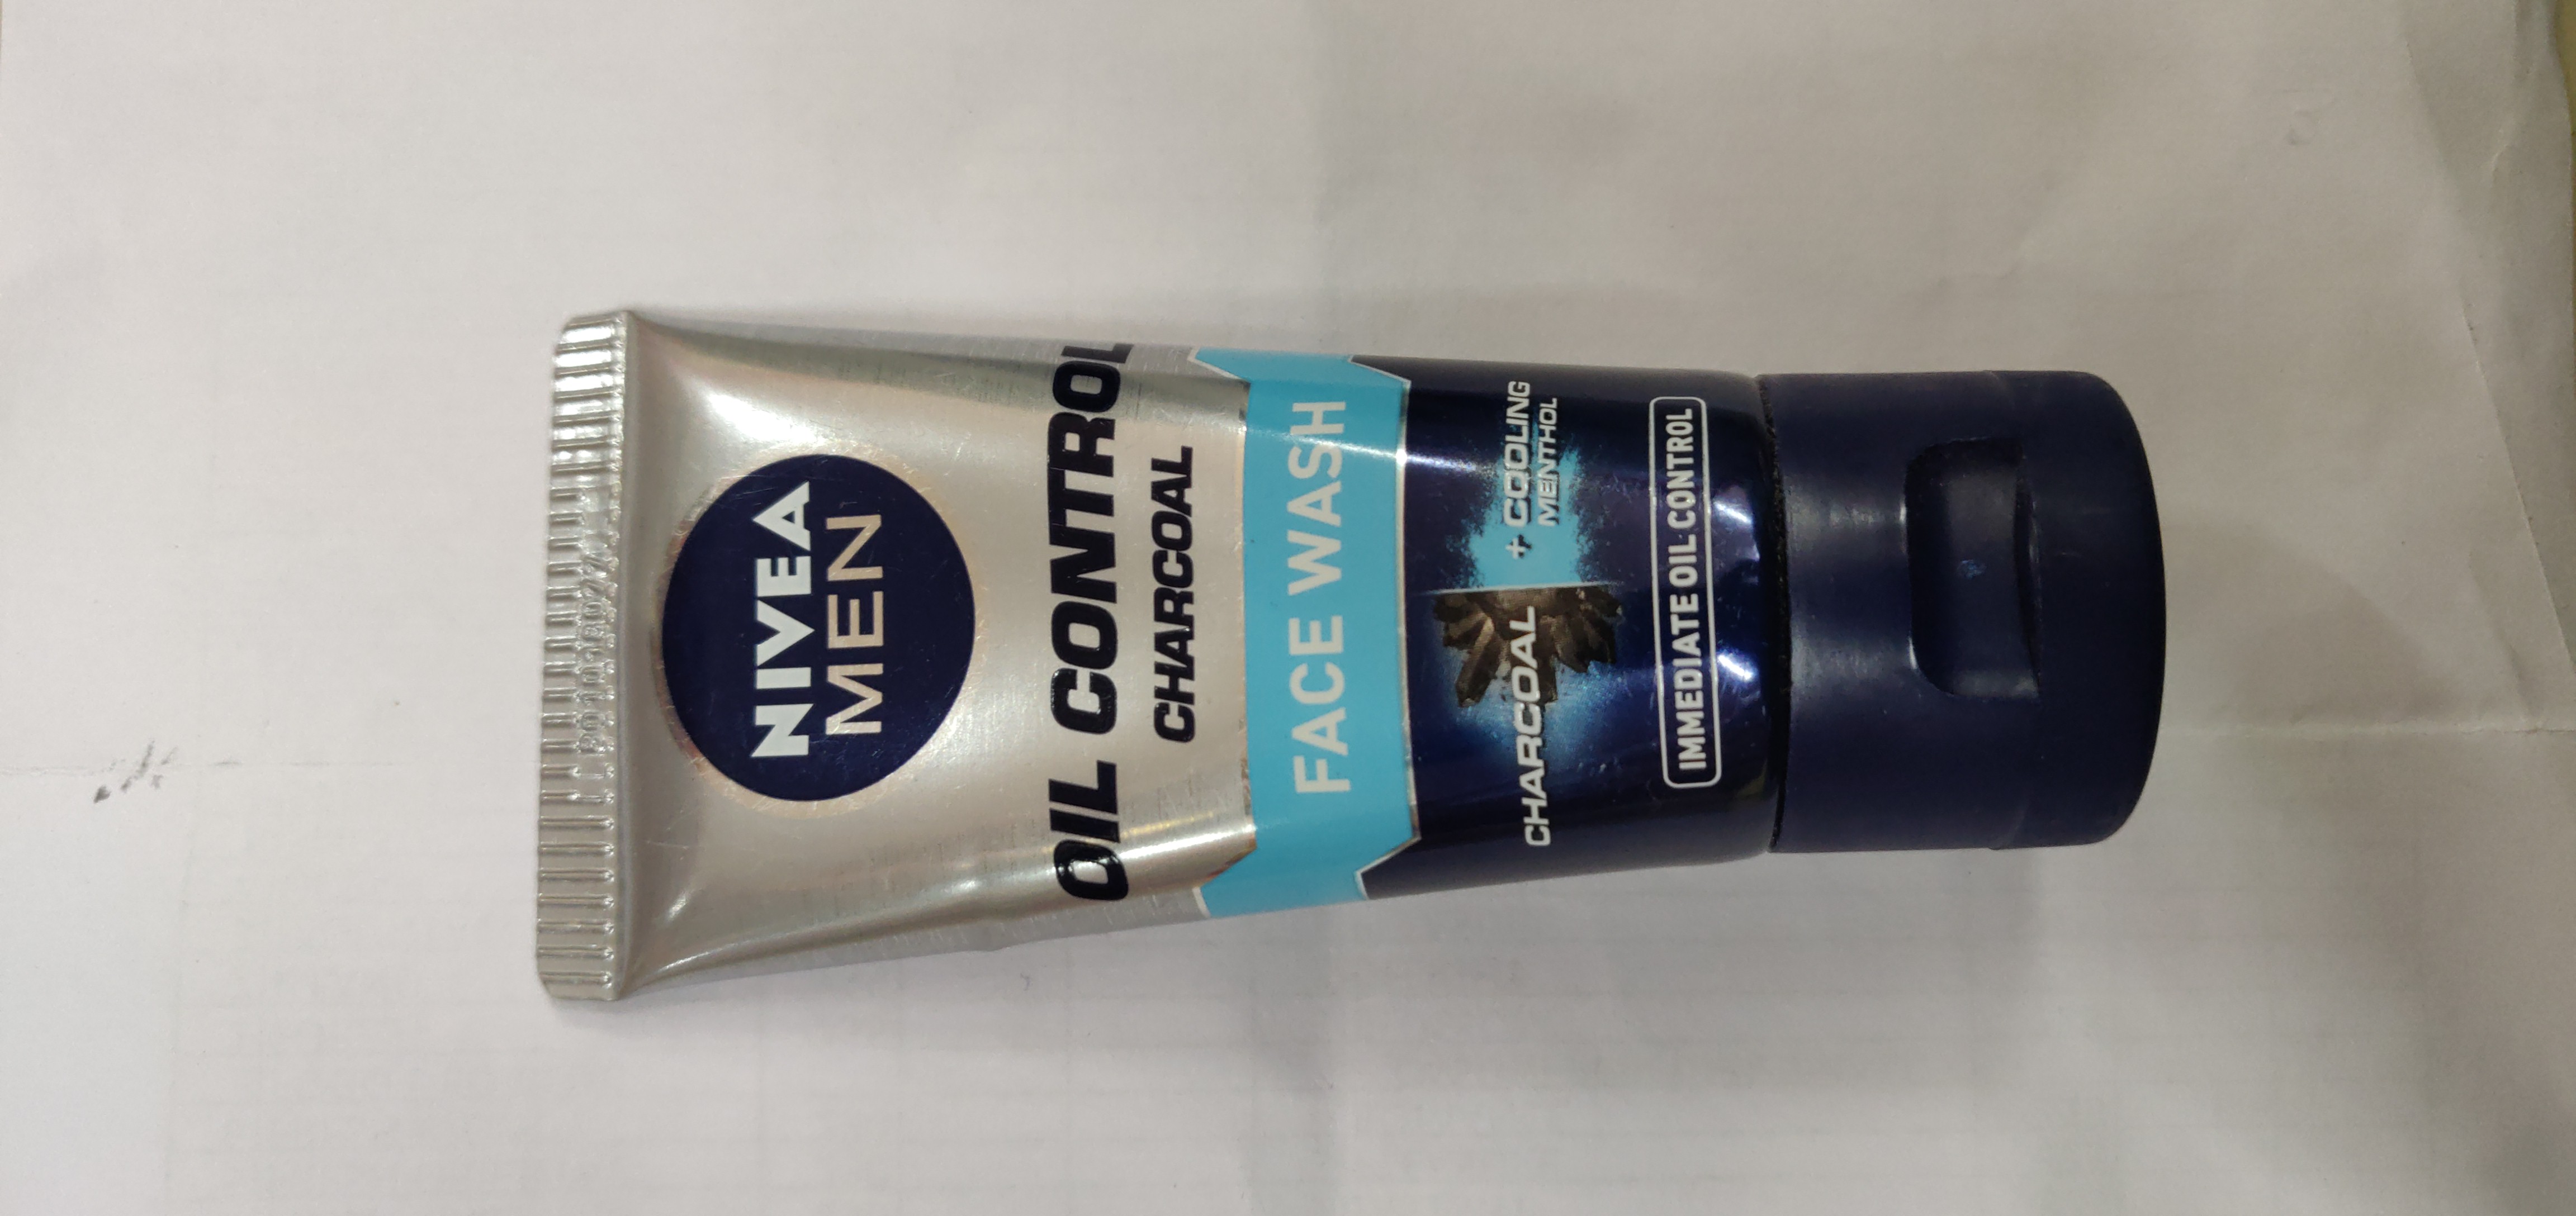 NIVEA
MEN
OIL CONTROL
CHARCOAL
FACE WASH
CHARCOAL
+ COOLING
MENTHOL
IMMEDIATE OIL CONTROL